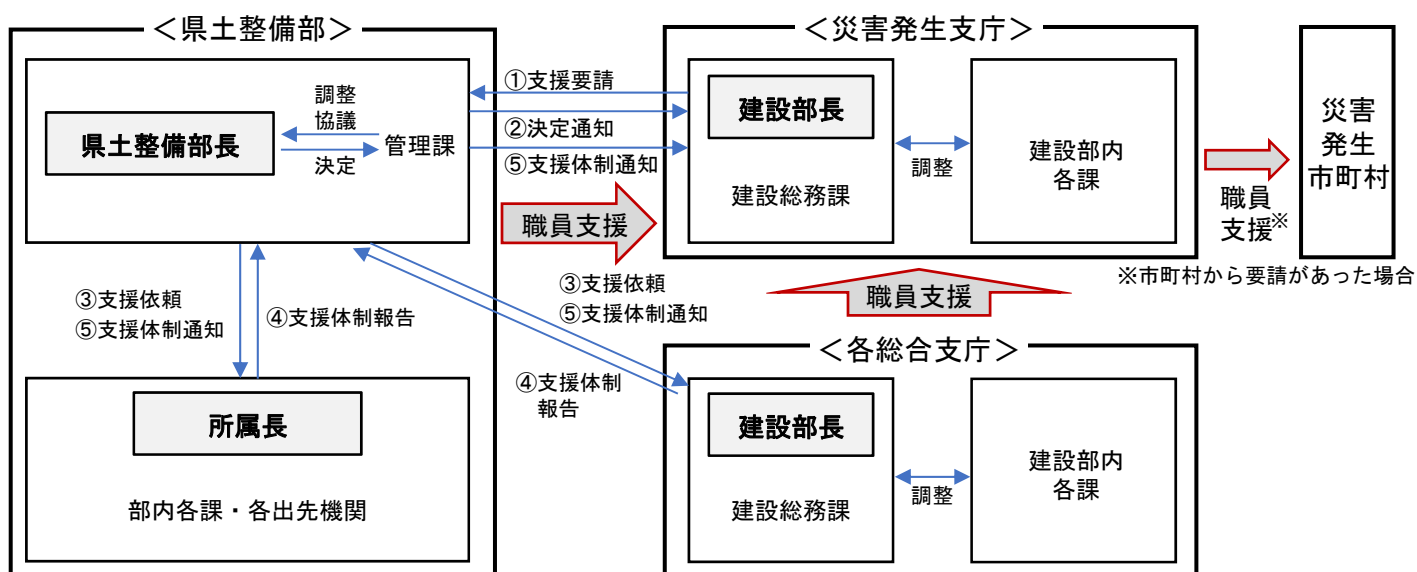 ＜県土整備部＞
県土整備部長
調整
協議
決定
管理課
③支援依頼
⑤支援体制通知
④支援体制報告
所属長
部内各課・各出先機関
①支援要請
②決定通知
⑤支援体制通知
職員支援
③支援依頼
⑤支援体制通知
④支援体制
報告
＜災害発生支庁＞
建設部長
建設総務課
調整
建設部内
各課
職員支援
＜各総合支庁＞
建設部長
建設総務課
調整
建設部内
各課
職員
支援※
災害
発生
市町村
※市町村から要請があった場合